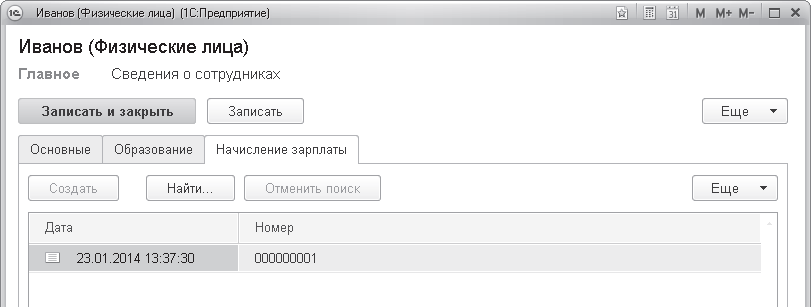 Иванов (Физические лица) (1С:Предприятие)
31 M M+ M-
Иванов (Физические лица)
Главное Сведения о сотрудниках
Записать и закрыть Записать Еще
Основные Образование Начисление зарплаты
Создать Найти... Отменить поиск Еще
Дата Номер
23.01.2014 13:37:30 000000001